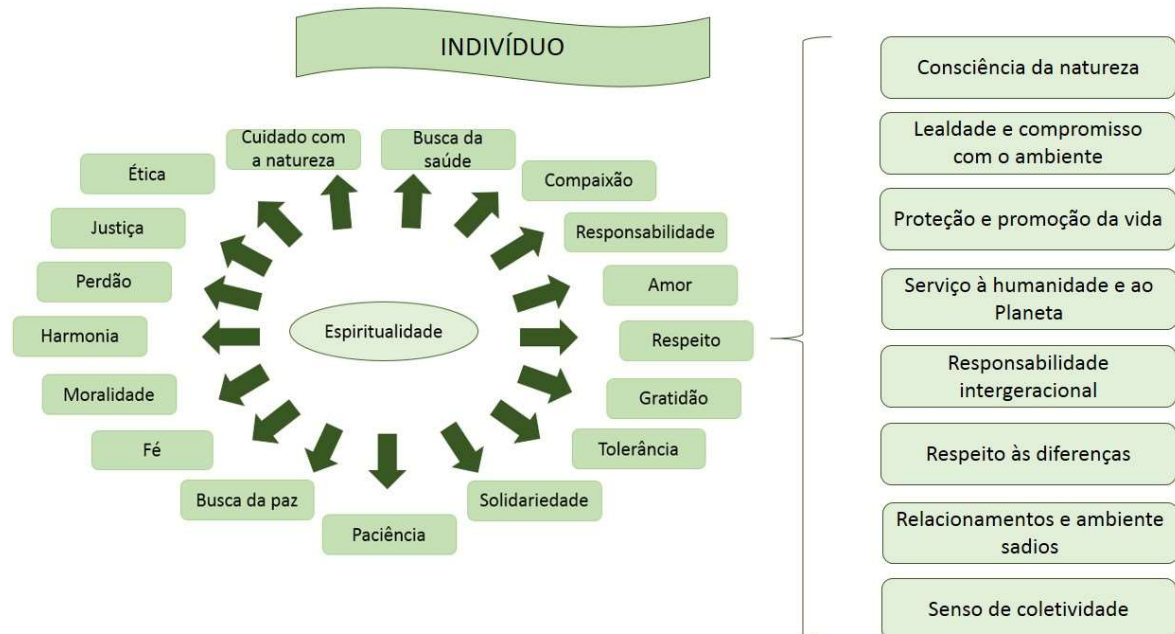 INDIVÍDUO
Cuidado com
a natureza
Busca da
saúde
Compaixão
Responsabilidade
Amor
Respeito
Gratidão
Tolerância
Solidariedade
Paciência
Busca da paz
Fé
Moralidade
Harmonia
Perdão
Justiça
Ética
Espiritualidade
Consciência da natureza
Lealdade e compromisso
com o ambiente
Proteção e promoção da vida
Serviço à humanidade e ao
Planeta
Responsabilidade
intergeracional
Respeito às diferenças
Relacionamentos e ambiente
sadios
Senso de coletividade